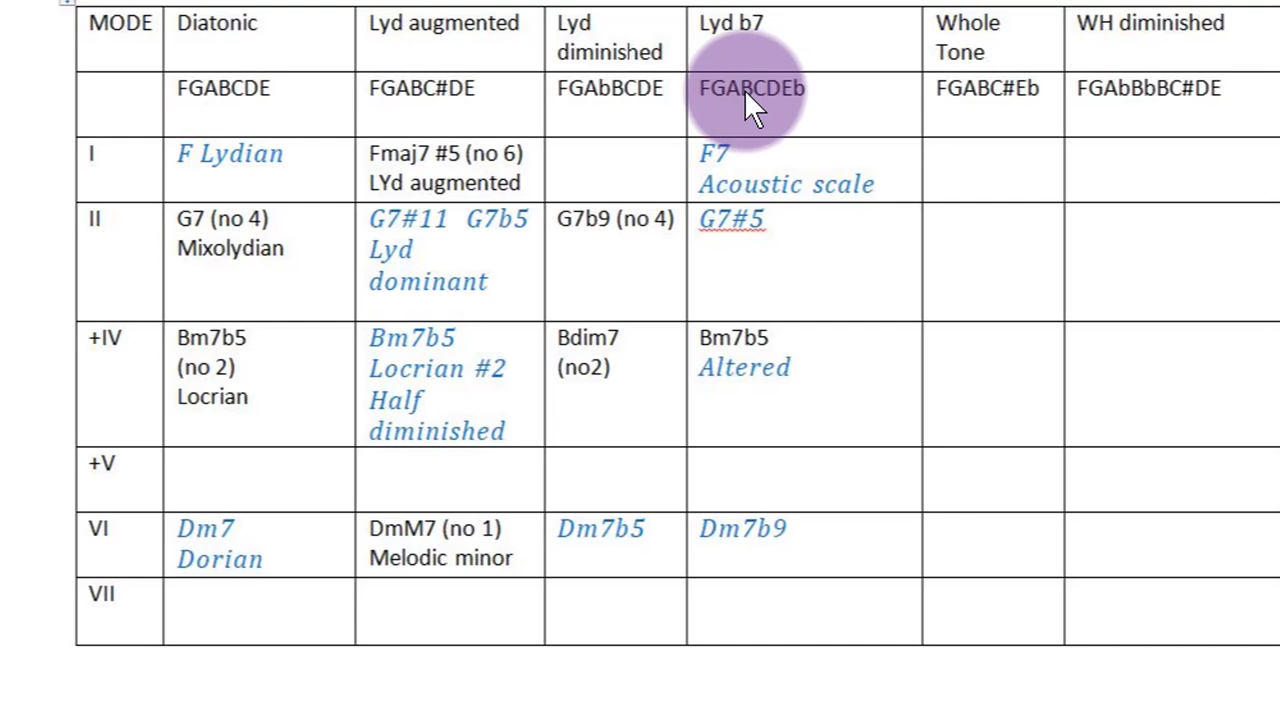 MODE Diatonic Lyd augmented Lyd diminished Lyd b7 Whole Tone WH diminished
FGABCDE FGABC#DE FGAbBCDE FGABCDEb FGABC#Eb FGAbBbBC#DE
I F Lydian Fmaj7 #5 (no 6) F7
LYd augmented Acoustic scale
II G7 (no 4) G7#11 G7b5 G7b9 (no 4) G7#5
Mixolydian Lyd
dominant
+IV Bm7b5 Bm7b5 Bdim7 Bm7b5
(no 2) Locrian #2 (no2) Altered
Locrian Half
diminished
+V
VI Dm7 DmM7 (no 1) Dm7b5 Dm7b9
Dorian Melodic minor
VII